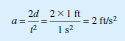 a = 2d / t² = 2 × 1 ft / 1 s² = 2 ft/s²